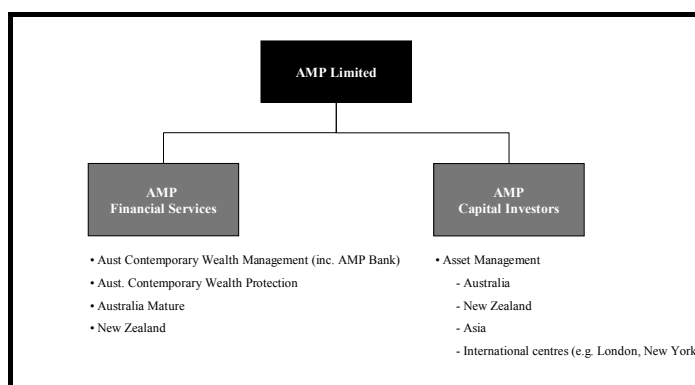 AMP Limited
AMP
Financial Services
• Aust Contemporary Wealth Management (inc. AMP Bank)
• Aust. Contemporary Wealth Protection
• Australia Mature
• New Zealand
AMP
Capital Investors
• Asset Management
- Australia
- New Zealand
- Asia
- International centres (e.g. London, New York